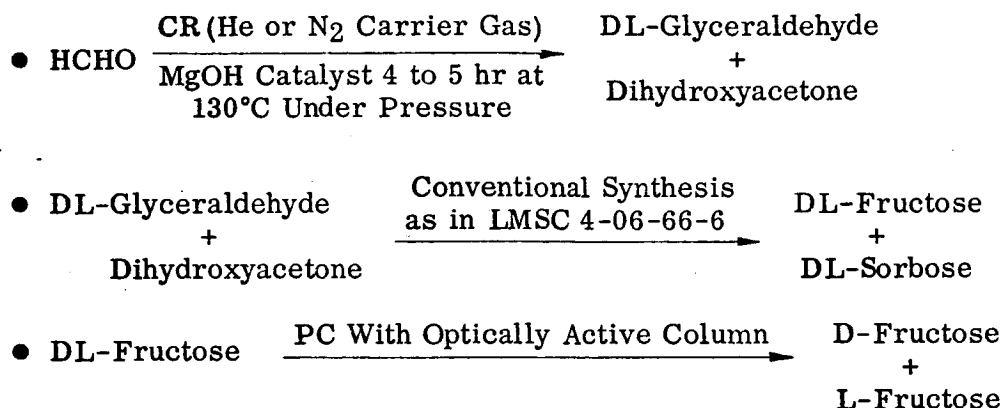 CR (He or N2 Carrier Gas)
● HCHO
MgOH Catalyst 4 to 5 hr at
130°C Under Pressure
DL-Glyceraldehyde
+
Dihydroxyacetone
● DL-Glyceraldehyde
+
Dihydroxyacetone
Conventional Synthesis
as in LMSC 4-06-66-6
DL-Fructose
+
DL-Sorbose
● DL-Fructose
PC With Optically Active Column
D-Fructose
+
L-Fructose